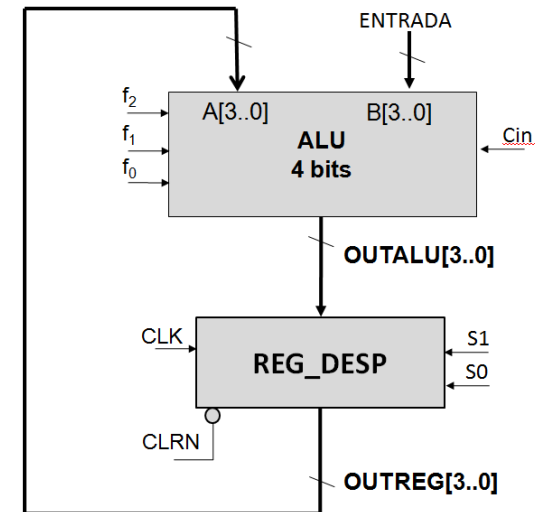 ENTRADA
f2
A[3..0]
B[3..0]
f1
ALU
Cin
f0
4 bits
OUTALU[3..0]
CLK
S1
REG_DESP
S0
CLRN
OUTREG[3..0]